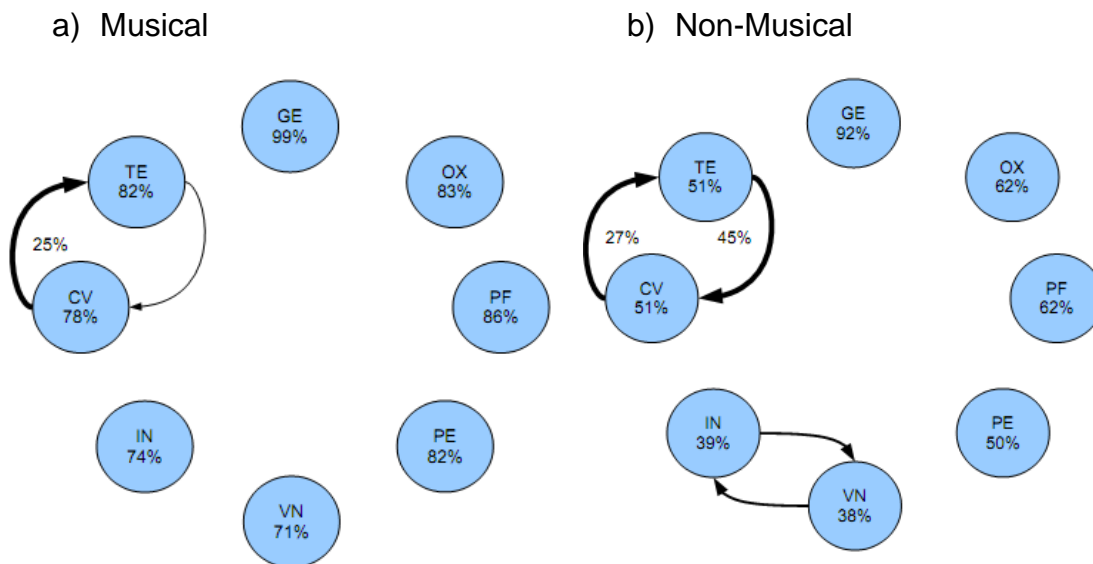 a) Musical
GE
99%
TE
82%
OX
83%
25%
CV
78%
PF
86%
IN
74%
PE
82%
VN
71%
b) Non-Musical
GE
92%
TE
51%
OX
62%
27%
45%
CV
51%
PF
62%
IN
39%
PE
50%
VN
38%